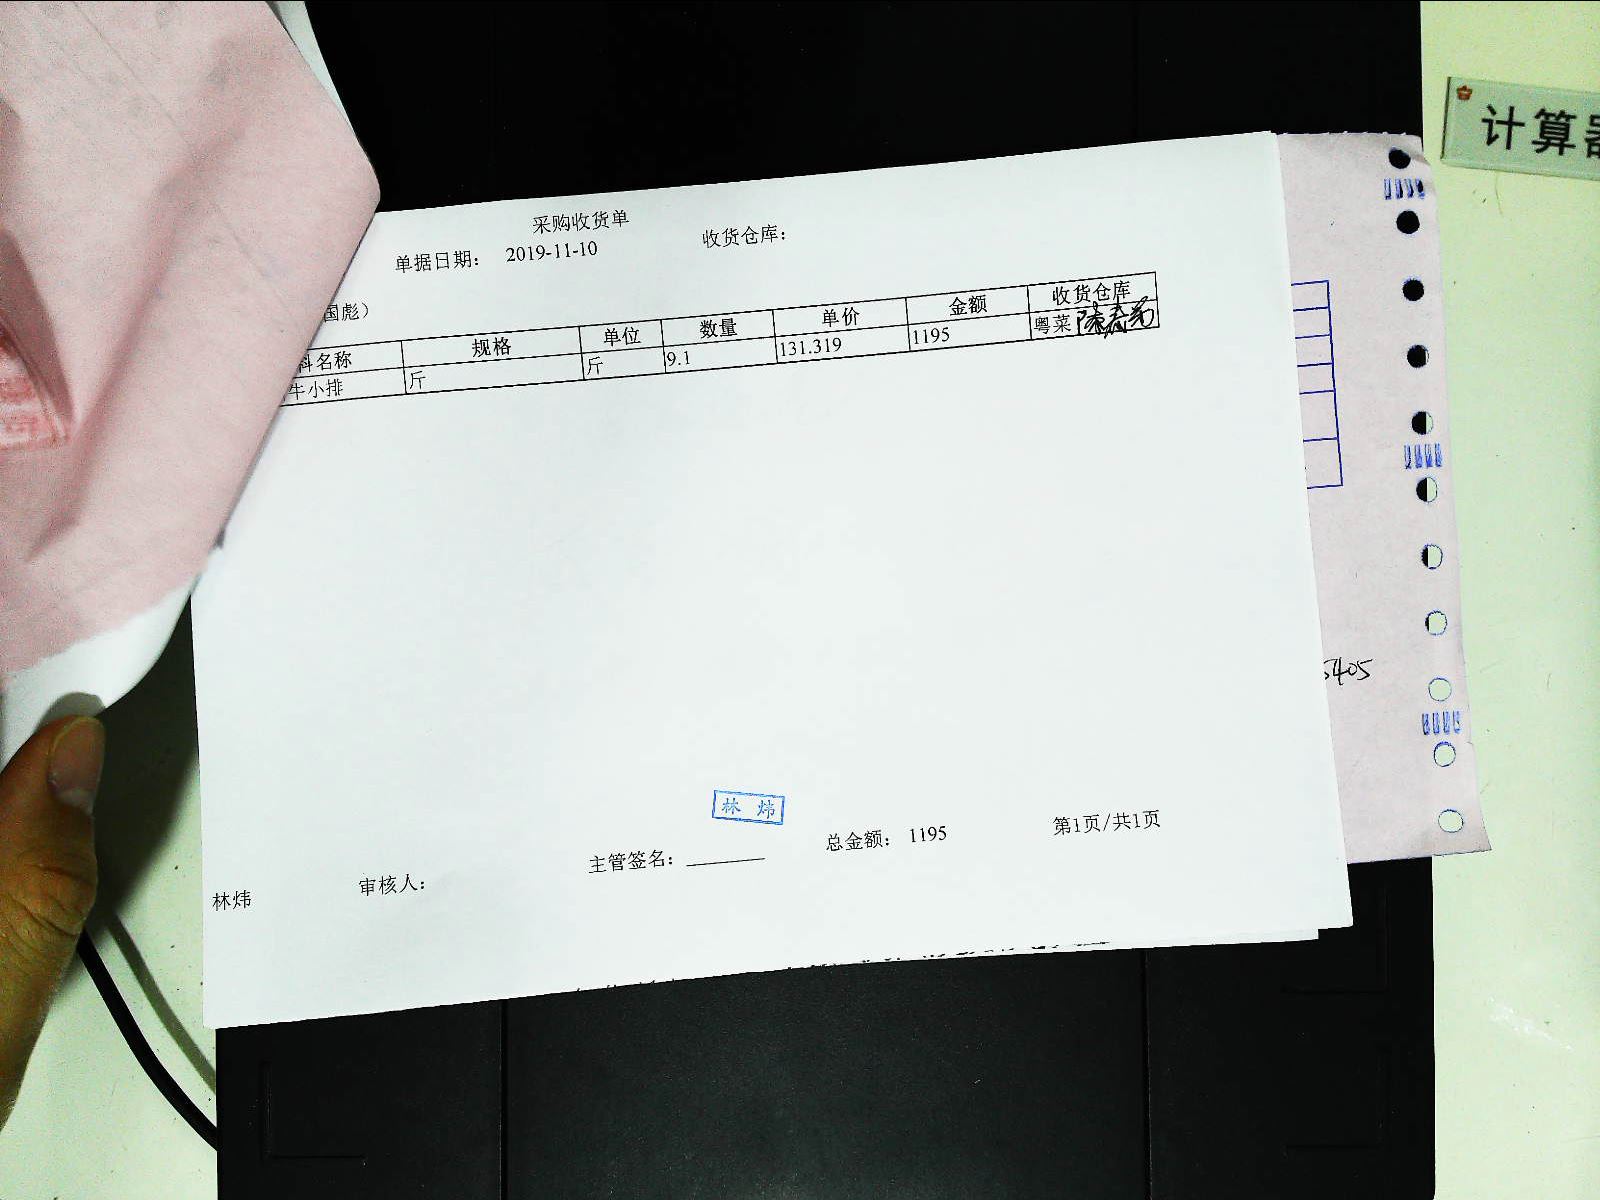 计算
采购收货单
单据日期： 2019-11-10 收货仓库：
国彪）
料名称 规格 单位 数量 单价 金额 收货仓库
牛小排 斤 斤 9.1 131.319 1195 粤菜
5405
林 炜
主管签名： 总金额： 1195 第1页/共1页
林炜 审核人：